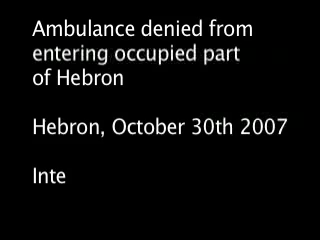 Ambulance denied from
entering occupied part
of Hebron
Hebron, October 30th 2007
Inte